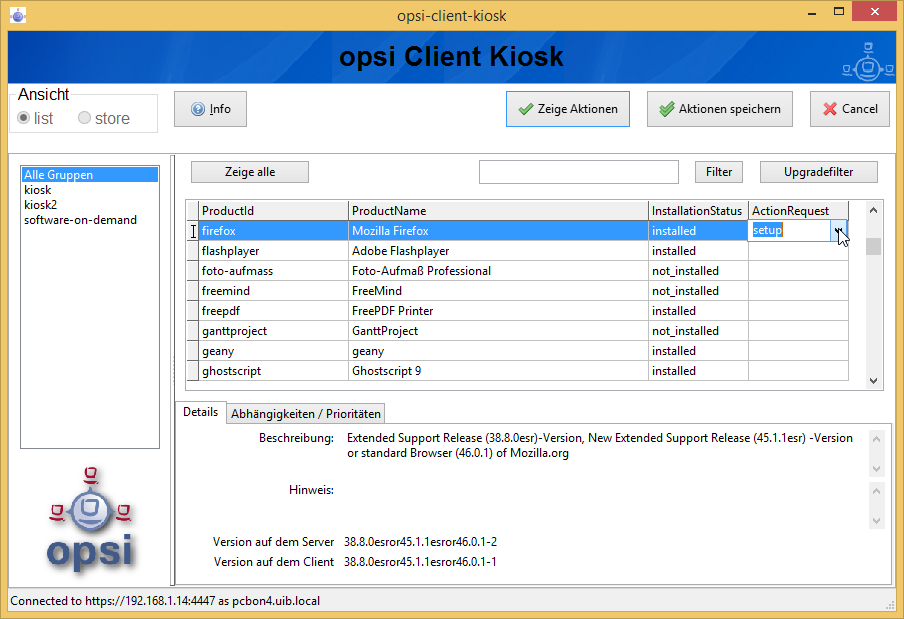 opsi-client-kiosk
opsi Client Kiosk
Ansicht
list store
Info
Zeige Aktionen
Aktionen speichern
Cancel
Alle Gruppen
kiosk
kiosk2
software-on-demand
Zeige alle
Filter
Upgradefilter
ProductId ProductName InstallationStatus ActionRequest
firefox Mozilla Firefox installed setup
flashplayer Adobe Flashplayer installed
foto-aufmass Foto-Aufmaß Professional not_installed
freemind FreeMind not_installed
freepdf FreePDF Printer installed
ganttproject GanttProject not_installed
geany geany installed
ghostscript Ghostscript 9 installed
Details Abhängigkeiten / Prioritäten
Beschreibung: Extended Support Release (38.8.0esr)-Version, New Extended Support Release (45.1.1esr) -Version
or standard Browser (46.0.1) of Mozilla.org
Hinweis:
Version auf dem Server 38.8.0esror45.1.1esror46.0.1-2
Version auf dem Client 38.8.0esror45.1.1esror46.0.1-1
opsi
Connected to https://192.168.1.14:4447 as pcbon4.uib.local